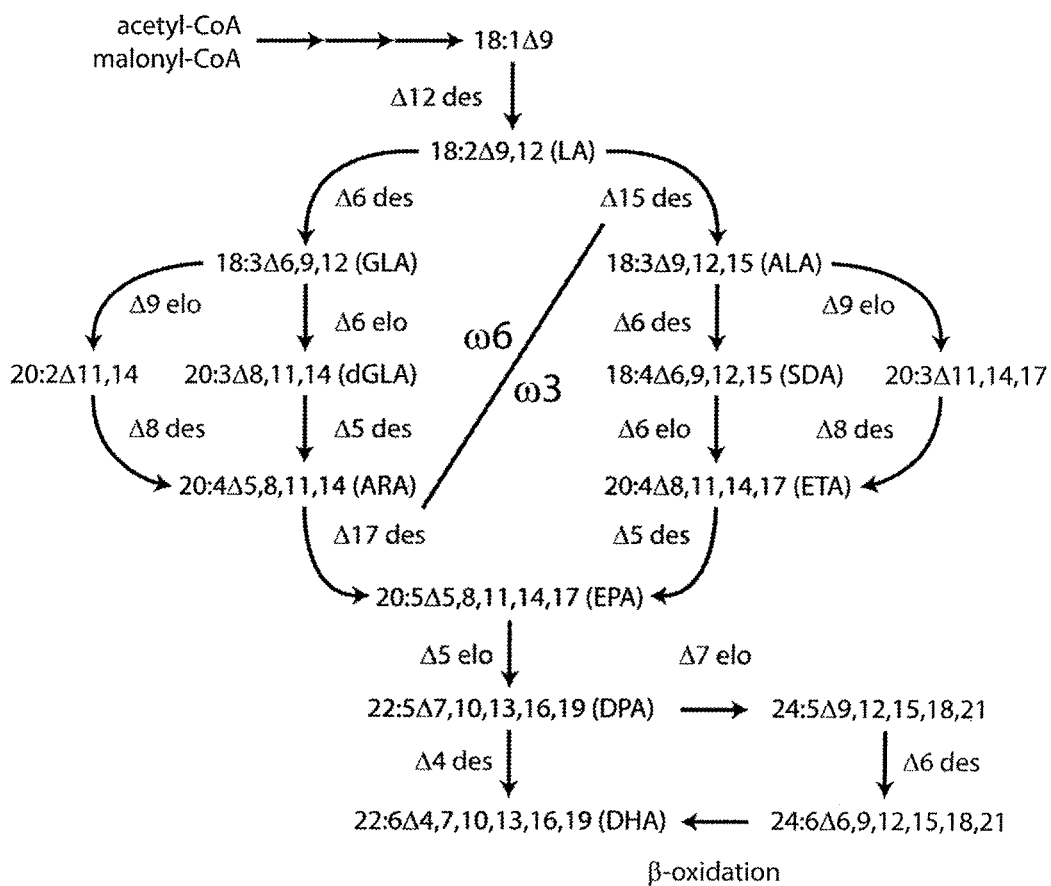 acetyl-CoA
malonyl-CoA
18:1Δ9
Δ12 des
18:2Δ9,12 (LA)
Δ6 des
Δ15 des
18:3Δ6,9,12 (GLA)
18:3Δ9,12,15 (ALA)
Δ9 elo
Δ6 elo
Δ6 des
Δ9 elo
ω6
ω3
20:2Δ11,14
20:3Δ8,11,14 (dGLA)
18:4Δ6,9,12,15 (SDA)
20:3Δ11,14,17
Δ8 des
Δ5 des
Δ6 elo
Δ8 des
20:4Δ5,8,11,14 (ARA)
20:4Δ8,11,14,17 (ETA)
Δ17 des
Δ5 des
20:5Δ5,8,11,14,17 (EPA)
Δ5 elo
Δ7 elo
22:5Δ7,10,13,16,19 (DPA)
24:5Δ9,12,15,18,21
Δ4 des
Δ6 des
22:6Δ4,7,10,13,16,19 (DHA)
24:6Δ6,9,12,15,18,21
β-oxidation